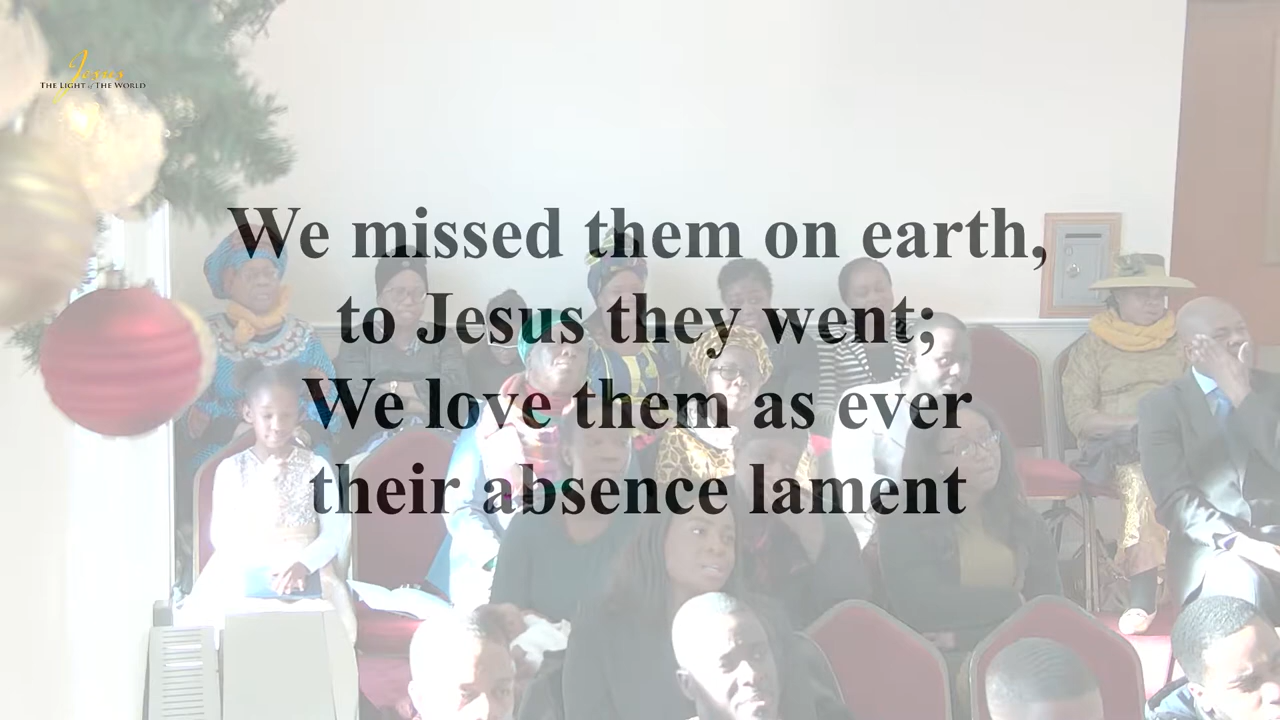 Jesus
THE LIGHT of THE WORLD
We missed them on earth,
to Jesus they went;
We love them as ever
their absence lament